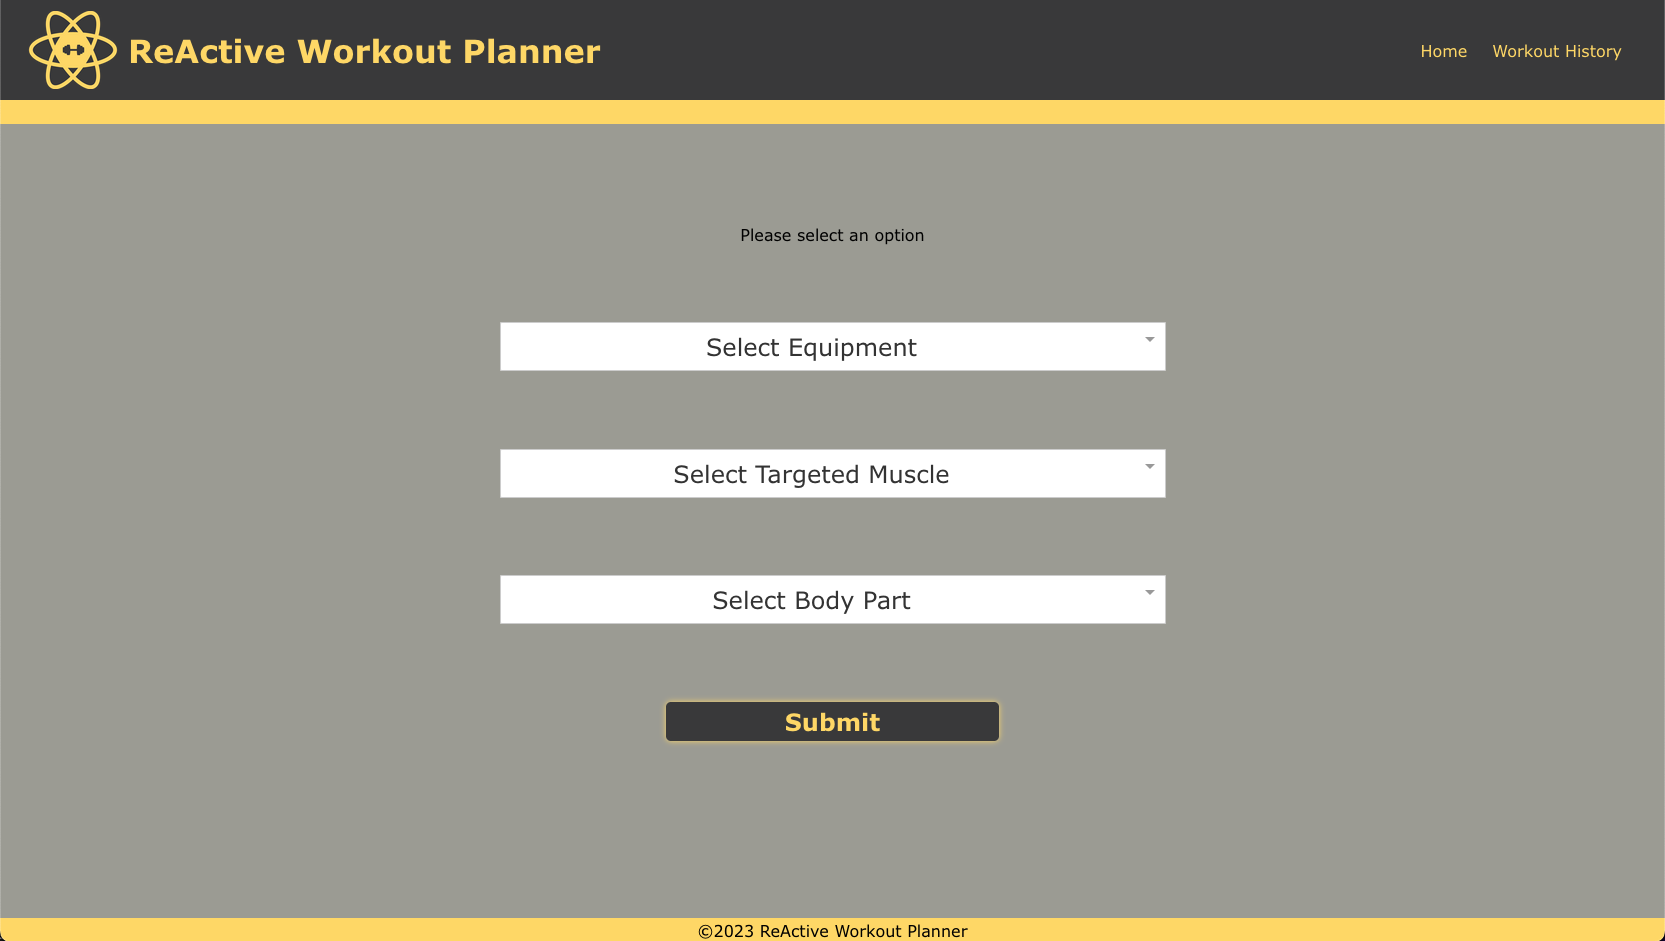 ReActive Workout Planner
Home Workout History
Please select an option
Select Equipment
Select Targeted Muscle
Select Body Part
Submit
©2023 ReActive Workout Planner